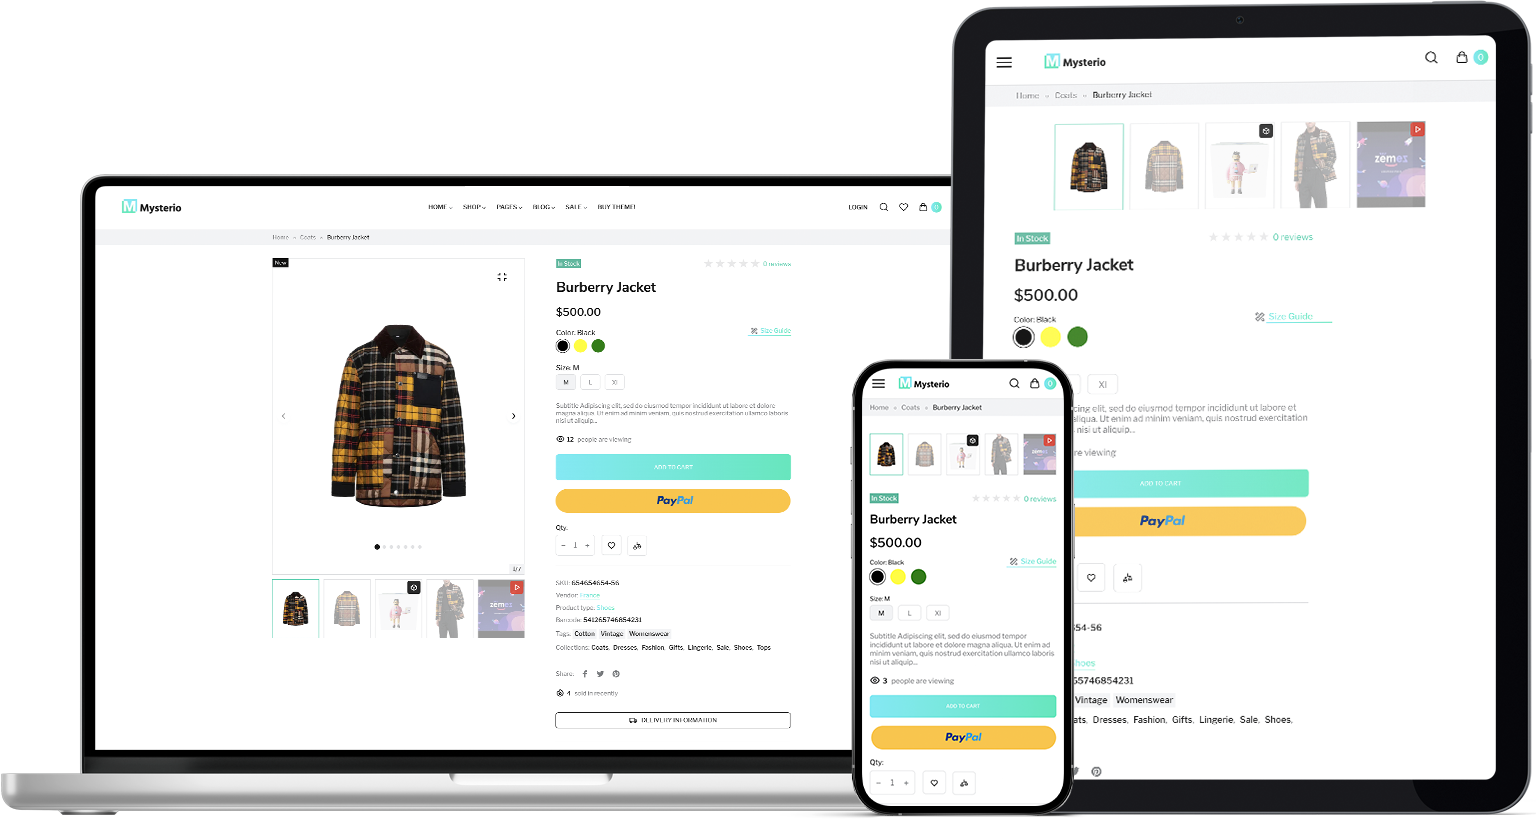 Mysterio
HOME SHOP PAGES BLOG SALE BUY THEME!
LOGIN
0
Home Coats Burberry Jacket
New
1/7
zemez
In Stock
0 reviews
Burberry Jacket
$500.00
Color: Black
Size Guide
Size: M
M L Xl
Subtitle Adipiscing elit, sed do eiusmod tempor incididunt ut labore et dolore
magna aliqua. Ut enim ad minim veniam, quis nostrud exercitation ullamco laboris
nisi ut aliquip...
12 people are viewing
ADD TO CART
PayPal
Qty.
− 1 +
SKU: 654654654-56
Vendor: France
Product type: Shoes
Barcode: 541265746854231
Tags: Cotton Vintage Womenswear
Collections: Coats, Dresses, Fashion, Gifts, Lingerie, Sale, Shoes, Tops
Share:
4 sold in recently
DELIVERY INFORMATION
Mysterio
0
Home Coats Burberry Jacket
zemez
In Stock
0 reviews
Burberry Jacket
$500.00
Color: Black
Size Guide
Size: M
M L Xl
Subtitle Adipiscing elit, sed do eiusmod tempor
incididunt ut labore et dolore magna aliqua. Ut enim ad
minim veniam, quis nostrud exercitation ullamco laboris
nisi ut aliquip...
3 people are viewing
ADD TO CART
PayPal
Qty:
− 1 +
Mysterio
0
Home Coats Burberry Jacket
zemez
In Stock
0 reviews
Burberry Jacket
$500.00
Color: Black
Size Guide
Xl
cing elit, sed do eiusmod tempor incididunt ut labore et
aliqua. Ut enim ad minim veniam, quis nostrud exercitation
nisi ut aliquip...
re viewing
ADD TO CART
PayPal
54-56
hoes
65746854231
Vintage Womenswear
ats, Dresses, Fashion, Gifts, Lingerie, Sale, Shoes,